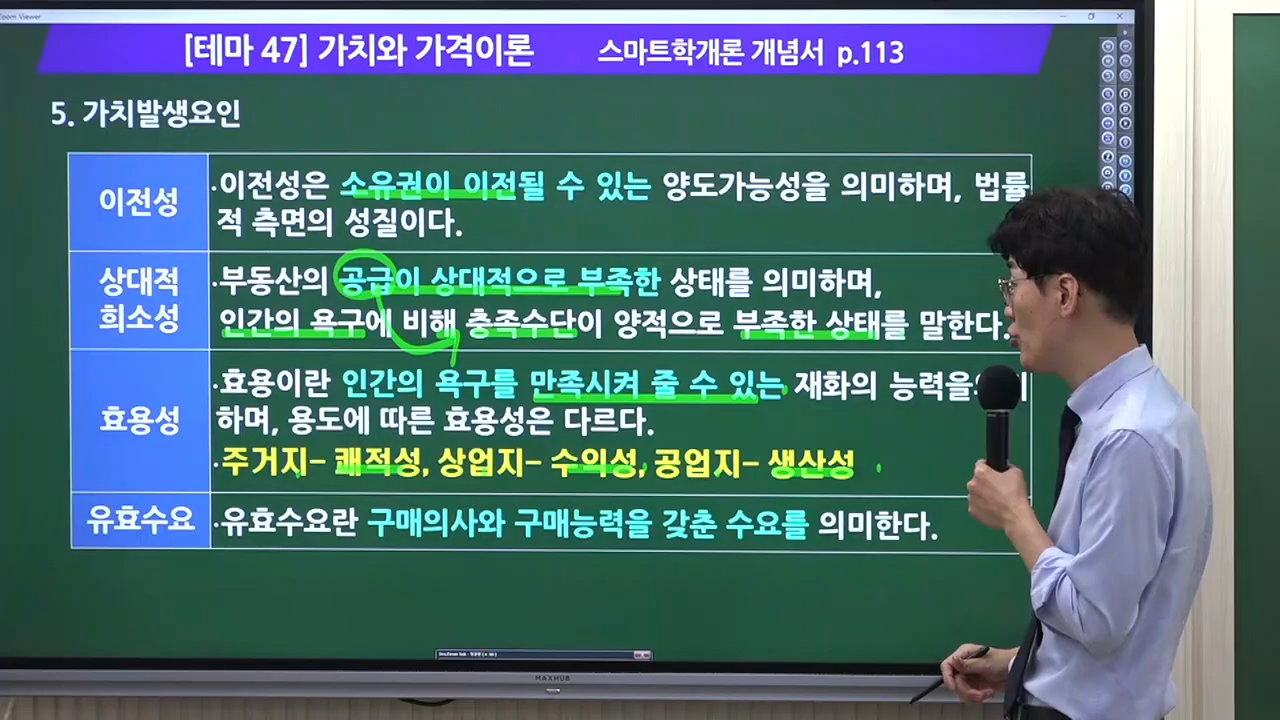 Zoom Viewer
[테마 47] 가치와 가격이론 스마트학개론 개념서 p.113
5. 가치발생요인
이전성
·이전성은 소유권이 이전될 수 있는 양도가능성을 의미하며, 법률
적 측면의 성질이다.
상대적
희소성
·부동산의 공급이 상대적으로 부족한 상태를 의미하며,
인간의 욕구에 비해 충족수단이 양적으로 부족한 상태를 말한다.
효용성
·효용이란 인간의 욕구를 만족시켜 줄 수 있는 재화의 능력을
하며, 용도에 따른 효용성은 다르다.
·주거지– 쾌적성, 상업지– 수익성, 공업지– 생산성
유효수요
·유효수요란 구매의사와 구매능력을 갖춘 수요를 의미한다.
MAXHUB